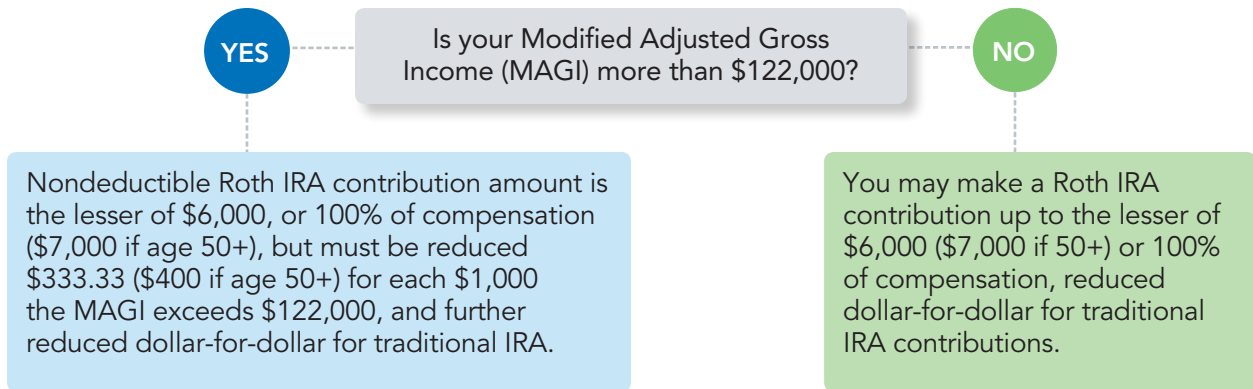 YES
Is your Modified Adjusted Gross
Income (MAGI) more than $122,000?
NO
Nondeductible Roth IRA contribution amount is
the lesser of $6,000, or 100% of compensation
($7,000 if age 50+), but must be reduced
$333.33 ($400 if age 50+) for each $1,000
the MAGI exceeds $122,000, and further
reduced dollar-for-dollar for traditional IRA.
You may make a Roth IRA
contribution up to the lesser of
$6,000 ($7,000 if 50+) or 100%
of compensation, reduced
dollar-for-dollar for traditional
IRA contributions.